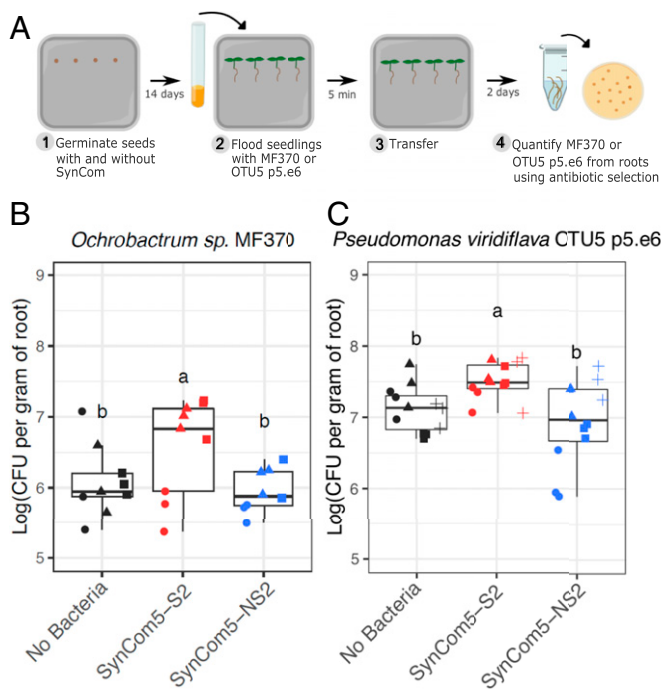 A
14 days
5 min
2 days
1 Germinate seeds
with and without
SynCom
2 Flood seedlings
with MF370 or
OTU5 p5.e6
3 Transfer
4 Quantify MF370 or
OTU5 p5.e6 from roots
using antibiotic selection
B
Ochrobactrum sp. MF370
Log(CFU per gram of root)
9
8
7
6
5
b
a
b
No Bacteria
SynCom5-S2
SynCom5-NS2
C
Pseudomonas viridiflava OTU5 p5.e6
Log(CFU per gram of root)
9
8
7
6
5
b
a
b
No Bacteria
SynCom5-S2
SynCom5-NS2